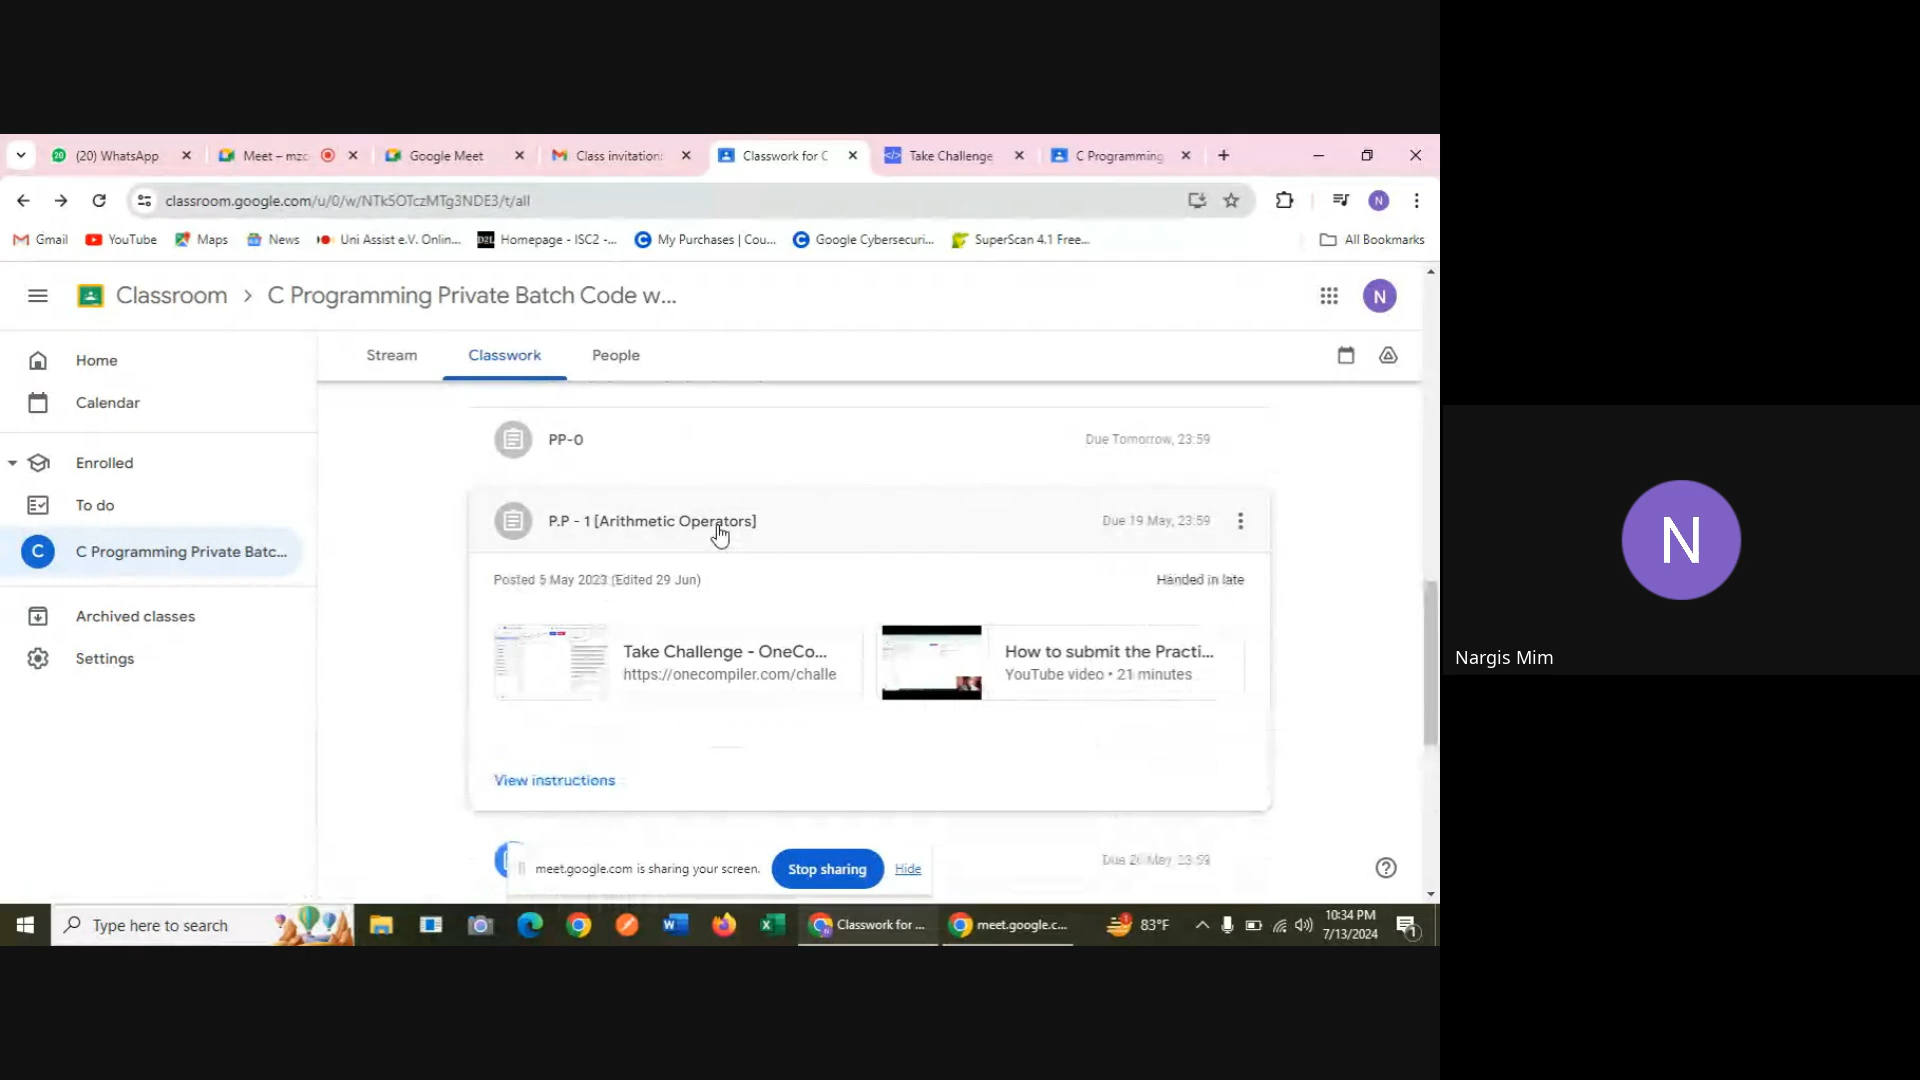 (20) WhatsApp
Meet – mzc
Google Meet
Class invitation:
Classwork for C
Take Challenge
C Programming
classroom.google.com/u/0/w/NTk5OTczMTg3NDE3/t/all
N
Gmail
YouTube
Maps
News
Uni Assist e.V. Onlin...
Homepage - ISC2 -...
My Purchases | Cou...
Google Cybersecuri...
SuperScan 4.1 Free...
All Bookmarks
Classroom > C Programming Private Batch Code w...
N
Home
Calendar
Enrolled
To do
C
C Programming Private Batc...
Archived classes
Settings
Stream
Classwork
People
PP-0
Due Tomorrow, 23:59
P.P - 1 [Arithmetic Operators]
Due 19 May, 23:59
Posted 5 May 2023 (Edited 29 Jun)
Handed in late
Take Challenge - OneCo...
https://onecompiler.com/challe
How to submit the Practi...
YouTube video • 21 minutes
View instructions
Due 26 May, 23:59
meet.google.com is sharing your screen.
Stop sharing
Hide
Type here to search
Classwork for ...
meet.google.c...
83°F
10:34 PM
7/13/2024
1
N
Nargis Mim